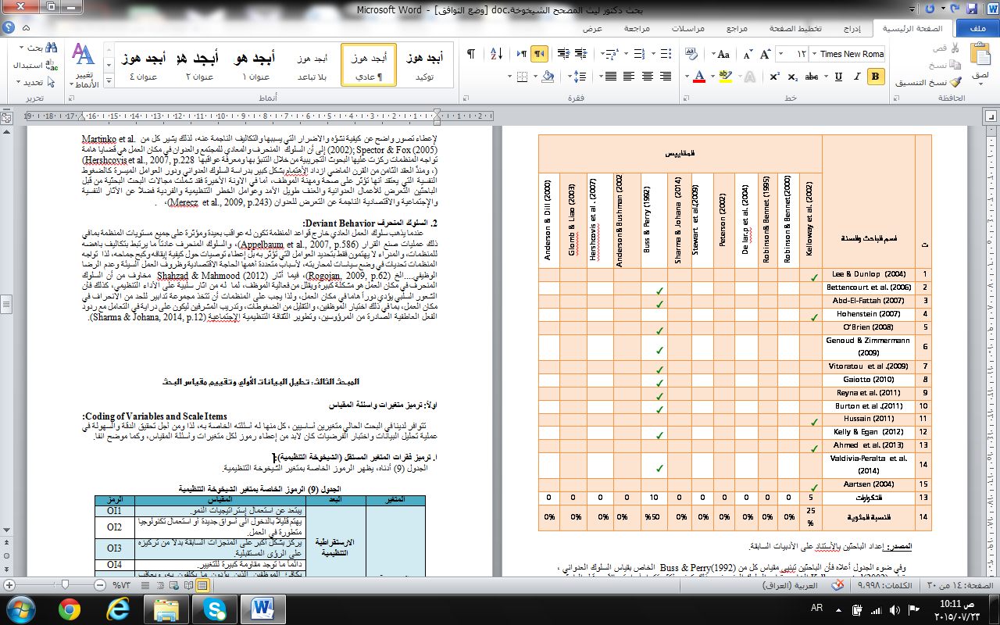 بحث دكتور ليث المصحح الشيخوخة.doc [وضع التوافق] - Microsoft Word
ملف الصفحة الرئيسية إدراج تخطيط الصفحة مراجع مراسلات مراجعة عرض
قص
نسخ
نسخ التنسيق
لصق
الحافظة
Times New Roma ١٢
خط
فقرة
أبجد هوز أبجد هوز أبجد هوز أبجد هو أبجد هو أبجد هوز
توكيد ¶ عادي بلا تباعد عنوان ١ عنوان ٢ عنوان ٤
أنماط
تغيير الأنماط
بحث
استبدال
تحديد
تحرير
المقاييس
ت
اسم الباحث والسنة
Kelloway et al. (2002)
Robinson & Bennet(2000)
Robinson& Bennet (1995)
De lar.p et al. (2004)
Peterson (2002)
Stewart et al.(2009)
Sharma & Johana (2014)
Buss & Perry (1992)
Anderson& Bushman (2002
Hershcovis et al. (2007)
Glomb & Liao (2003)
Anderson & Dill (2000)
1 Lee & Dunlop (2004) ✓
2 Bettencourt et al. (2006) ✓
3 Abd-El-Fattah (2007) ✓
4 Hohenstein (2007) ✓
5 O'Brien (2008) ✓
6 Genoud & Zimmermann (2009) ✓
7 Vitoratou et al .(2009) ✓
8 Gaiotto (2010) ✓
9 Reyna et al. (2011) ✓
10 Burton et al .(2011) ✓
11 Hussain (2011) ✓
12 Kelly & Egan (2012) ✓
13 Ahmed et al. (2013) ✓
14 Valdivia-Peralta et al. (2014) ✓
15 Aartsen (2004) ✓
13 التكرارات 5 0 0 0 0 0 0 10 0 0 0 0
14 النسبة المئوية 25% 0% 0% 0% 0% 0% 0% %50 0% 0% 0% 0%
المصدر: إعداد الباحثين بالأستناد على الأدبيات السابقة.
وفي ضوء الجدول أعلاه فأن الباحثين تبنيى مقياس كل من Buss & Perry(1992) الخاص بقياس السلوك العدواني ،
لإعطاء تصور واضح عن كيفية نشؤه والاضرار التي يسببها والتكاليف الناجمة عنه، لذلك يشير كل من Martinko et al.
(2002); Spector & Fox (2005) إلى أن السلوك المنحرف والمعادي للمجتمع والعدوان في مكان العمل هي قضايا هامة
تواجه المنظمات ركزت عليها البحوث التجريبية من خلال التنبؤ بها ومعرفة عواقبها (Hershcovis et al., 2007, p.228
)، ومنذ العقد الثامن من القرن الماضي ازداد الأهتمام بشكل كبير بدراسة السلوك العدواني ودور العوامل الميسرة كالضغوط
النفسية التي يعتقد أنها تؤثر على صحة ومهنة الموظف، أما في الاونة الأخيرة فقد شملت مجالات البحث البحثية من قبل
الباحثين التعرض للأعمال العدوانية والعنف طويل الأمد وعوامل الخطر التنظيمية والفردية فضلاً عن الآثار النفسية
والإجتماعية والاقتصادية الناجمة عن التعرض للعدوان (Merecz et al., 2009, p.243)، .
2. السلوك المنحرف Deviant Behavior:
عندما يذهب سلوك العمل العادي خارج قواعد المنظمة تكون له عواقب بعيدة ومؤثرة على جميع مستويات المنظمة بمافي
ذلك عمليات صنع القرار (Appelbaum et al., 2007, p.586)، والسلوك المنحرف عادتاً ما يرتبط بتكاليف باهضه
للمنظمات، والمدراء لا يهتمون فقط بتحديد العوامل التي تؤثر به بل إعطاء توصيات حول كيفية إيقافه وكبح جماحه، لذا تواجه
المنظمات تحديات في وضع سياسات لمحاربته، لأسباب متعددة أهمها الحاجة الاقتصادية وظروف العمل السيئة وعدم الرضا
الوظيفي....الخ (Rogojan, 2009, p.62)، فيما أثار Shahzad & Mahmood (2012) مخاوف من أن السلوك
المنحرف في مكان العمل هو مشكلة كبيرة ويقلل من فعالية الموظف، لما له من اثار سلبية على الأداء التنظيمي، كذلك فأن
الشعور السلبي يؤدي دوراً هاما في مكان العمل، ولذا يجب على المنظمات أن تتخذ مجموعة تدابير للحد من الانحراف في
مكان العمل، بما في ذلك اختيار الموظفين، والتقليل من الضغوطات، وتدريب المشرفين ليكون على دراية في التعامل مع ردود
الفعل العاطفية الصادرة من المرؤوسين، وتطوير الثقافة التنظيمية الإجتماعية (Sharma & Johana, 2014, p.12).
المبحث الثالث: تحليل البيانات الأولي وتقييم مقياس البحث
اولاً: ترميز متغيرات واسئلة المقياس
Coding of Variables and Scale Items:
تتوافر لدينا في البحث الحالي متغيرين أساسيين ، كل منها له أسئلته الخاصة به، لذا ومن أجل تحقيق الدقة والسهولة في
عملية تحليل البيانات واختبار الفرضيات كان لابد من إعطاء رموز لكل متغيرات وأسئلة المقياس، وكما موضح انفا.
ا. ترميز فقرات المتغير المستقل (الشيخوخة التنظيمية):
الجدول (9) أدناه، يظهر الرموز الخاصة بمتغير الشيخوخة التنظيمية.
الجدول (9) الرموز الخاصة بمتغير الشيخوخة التنظيمية
المتغير البعد المقياس الرمز
الارستقراطية التنظيمية
يبتعد عن استعمال إستراتيجيات النمو. OI1
يهتم قليلاً بالدخول الى أسواق جديدة أو استعمال تكنولوجيا متطورة في العمل. OI2
يركز بشكل أكبر على المنجزات السابقة بدلا من تركيزه على الرؤى المستقبلية. OI3
دائما ما توجد مقاومة كبيرة للتغيير. OI4
يكافئ الموظفين الذين يؤدون ما يكلفون به، ويعاقب
الصفحة: ١٤ من ٣٠ الكلمات: ٩،٩٩٨ العربية (العراق) ٧٣%
AR 10:11 ص
٢٠١٥/٠٧/٢٣